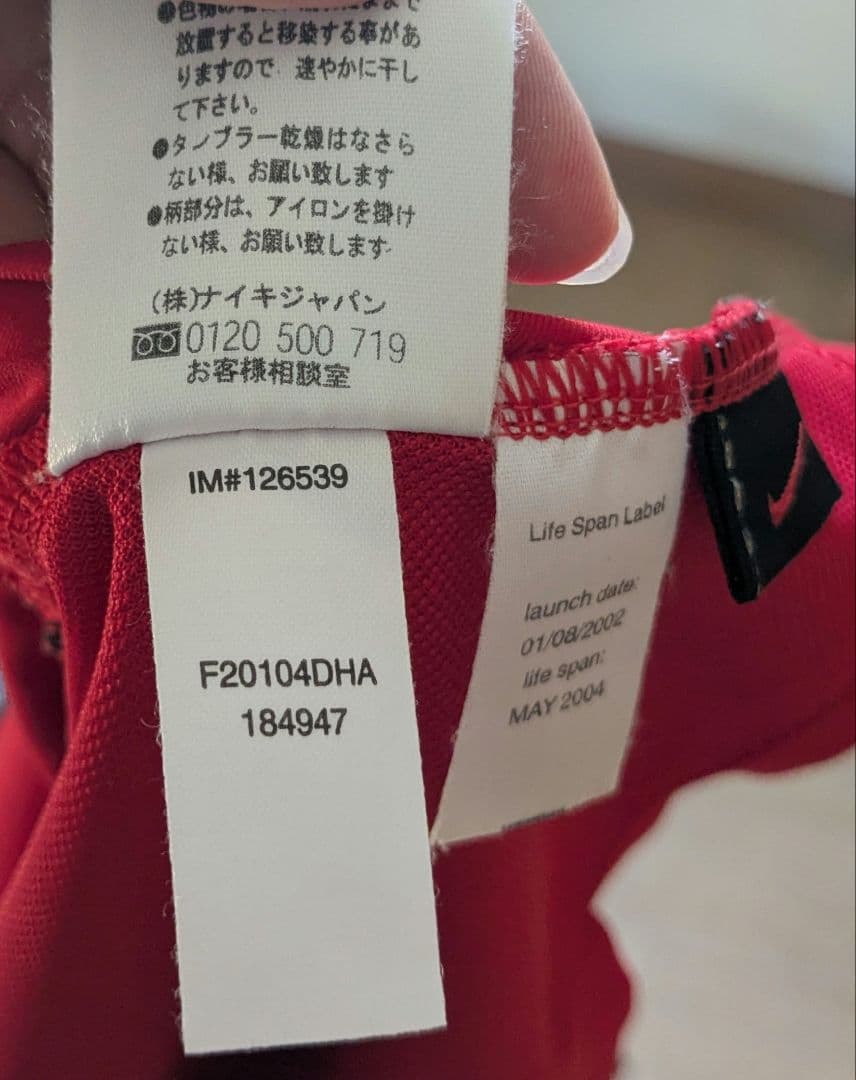 放置すると移染する事があ
りますので、速やかに干し
て下さい。
●タンブラー乾燥はなさら
ない様、お願い致します
●柄部分は、アイロンを掛け
ない様、お願い致します
(株)ナイキジャパン
0120 500 719
お客様相談室
IM#126539
F20104DHA
184947
Life Span Label
launch date:
01/08/2002
life span:
MAY 2004